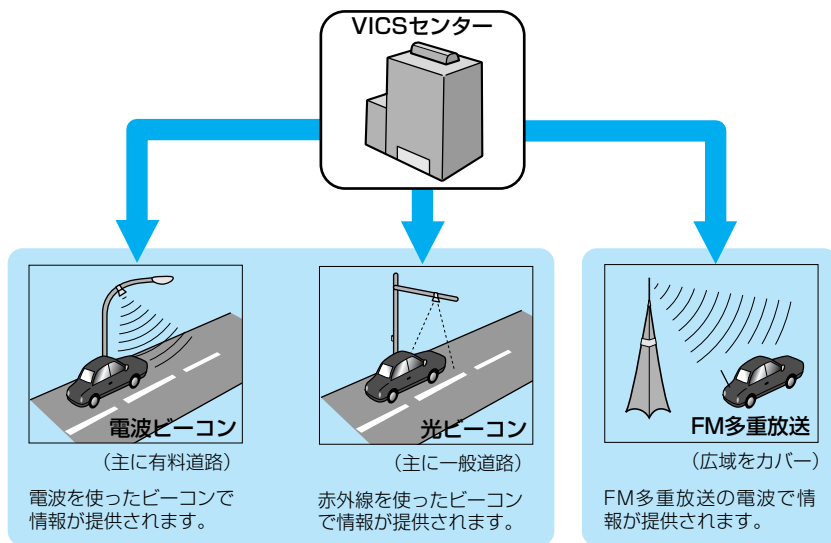 VICSセンター
電波ビーコン
(主に有料道路)
電波を使ったビーコンで
情報が提供されます。
光ビーコン
(主に一般道路)
赤外線を使ったビーコン
で情報が提供されます。
FM多重放送
(広域をカバー)
FM多重放送の電波で情
報が提供されます。